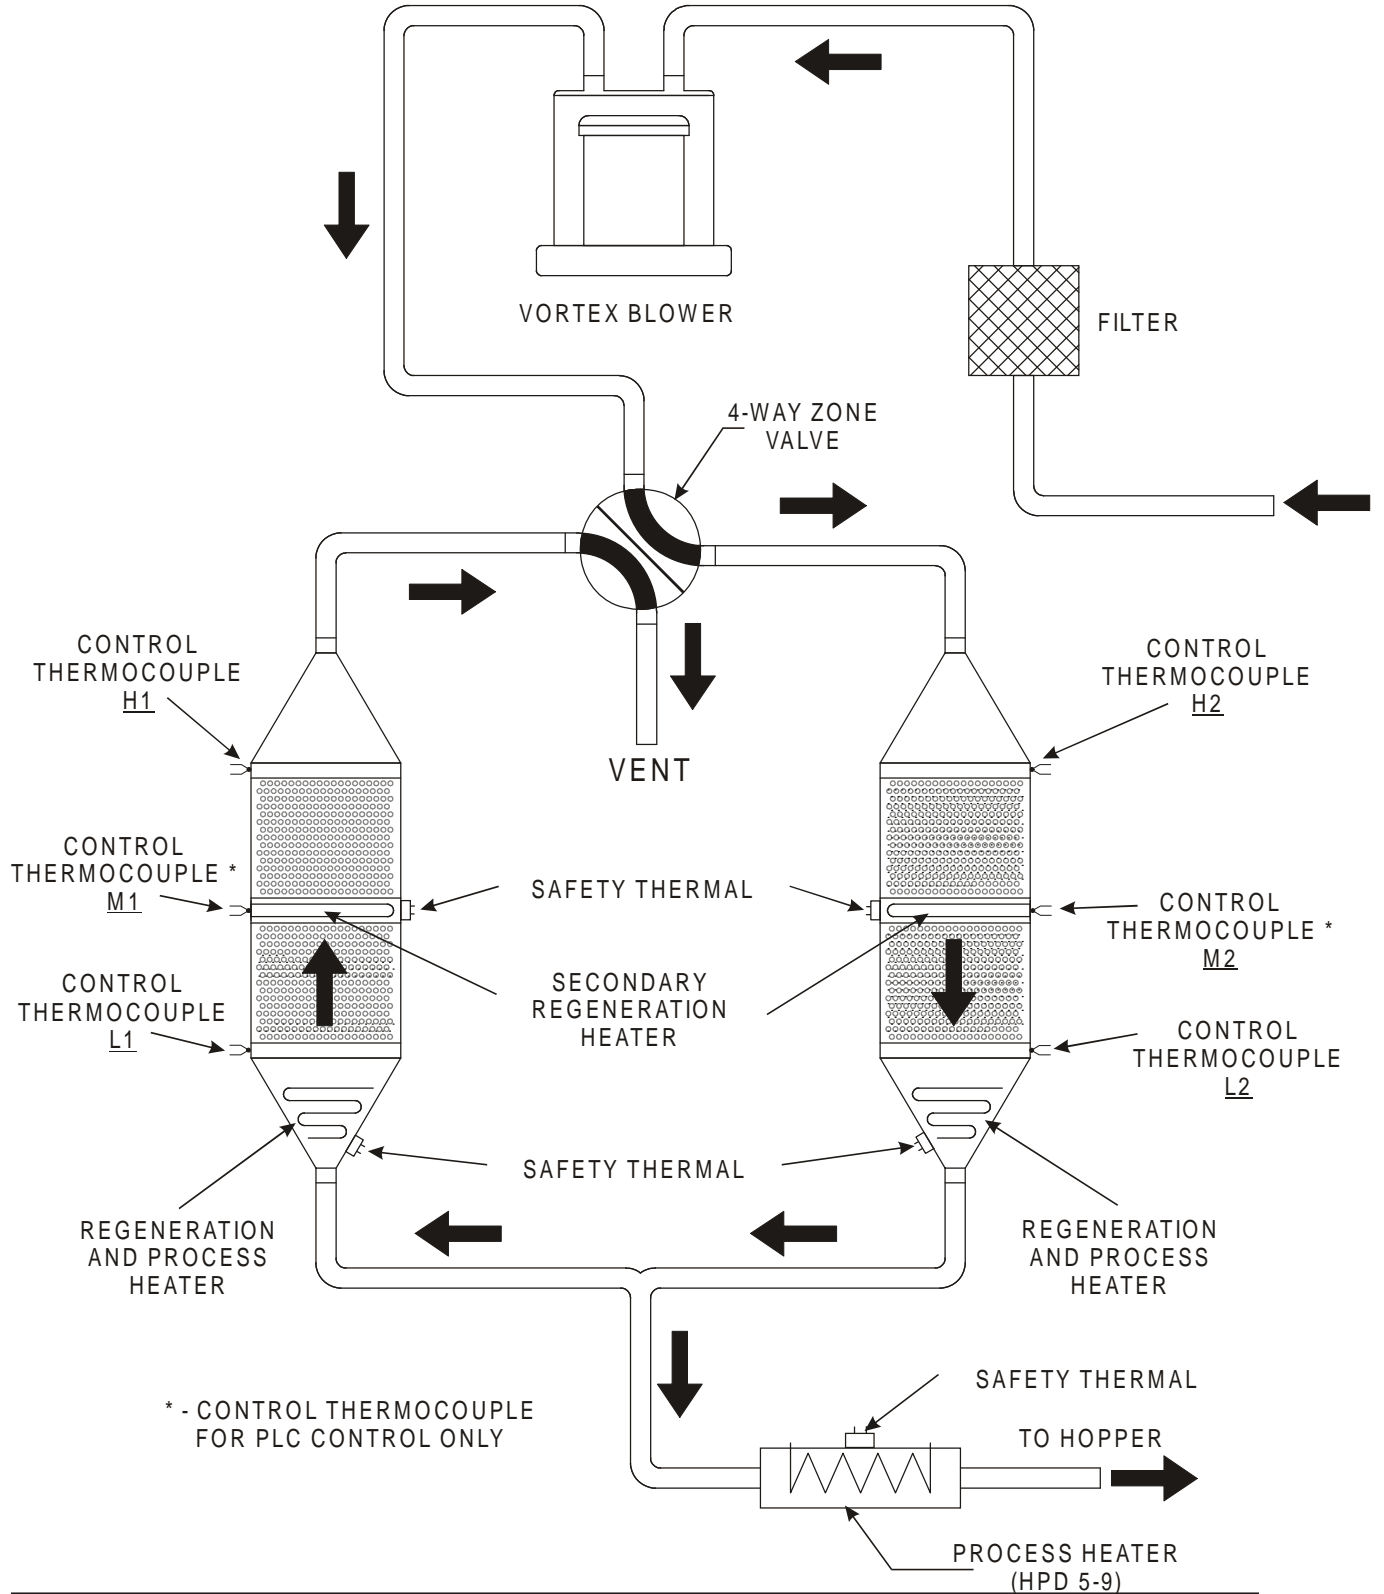 VORTEX BLOWER
FILTER
4-WAY ZONE
VALVE
CONTROL
THERMOCOUPLE
H1
CONTROL
THERMOCOUPLE
H2
VENT
CONTROL
THERMOCOUPLE *
M1
SAFETY THERMAL
CONTROL
THERMOCOUPLE *
M2
CONTROL
THERMOCOUPLE
L1
SECONDARY
REGENERATION
HEATER
CONTROL
THERMOCOUPLE
L2
SAFETY THERMAL
REGENERATION
AND PROCESS
HEATER
REGENERATION
AND PROCESS
HEATER
* - CONTROL THERMOCOUPLE
FOR PLC CONTROL ONLY
SAFETY THERMAL
TO HOPPER
PROCESS HEATER
(HPD 5-9)